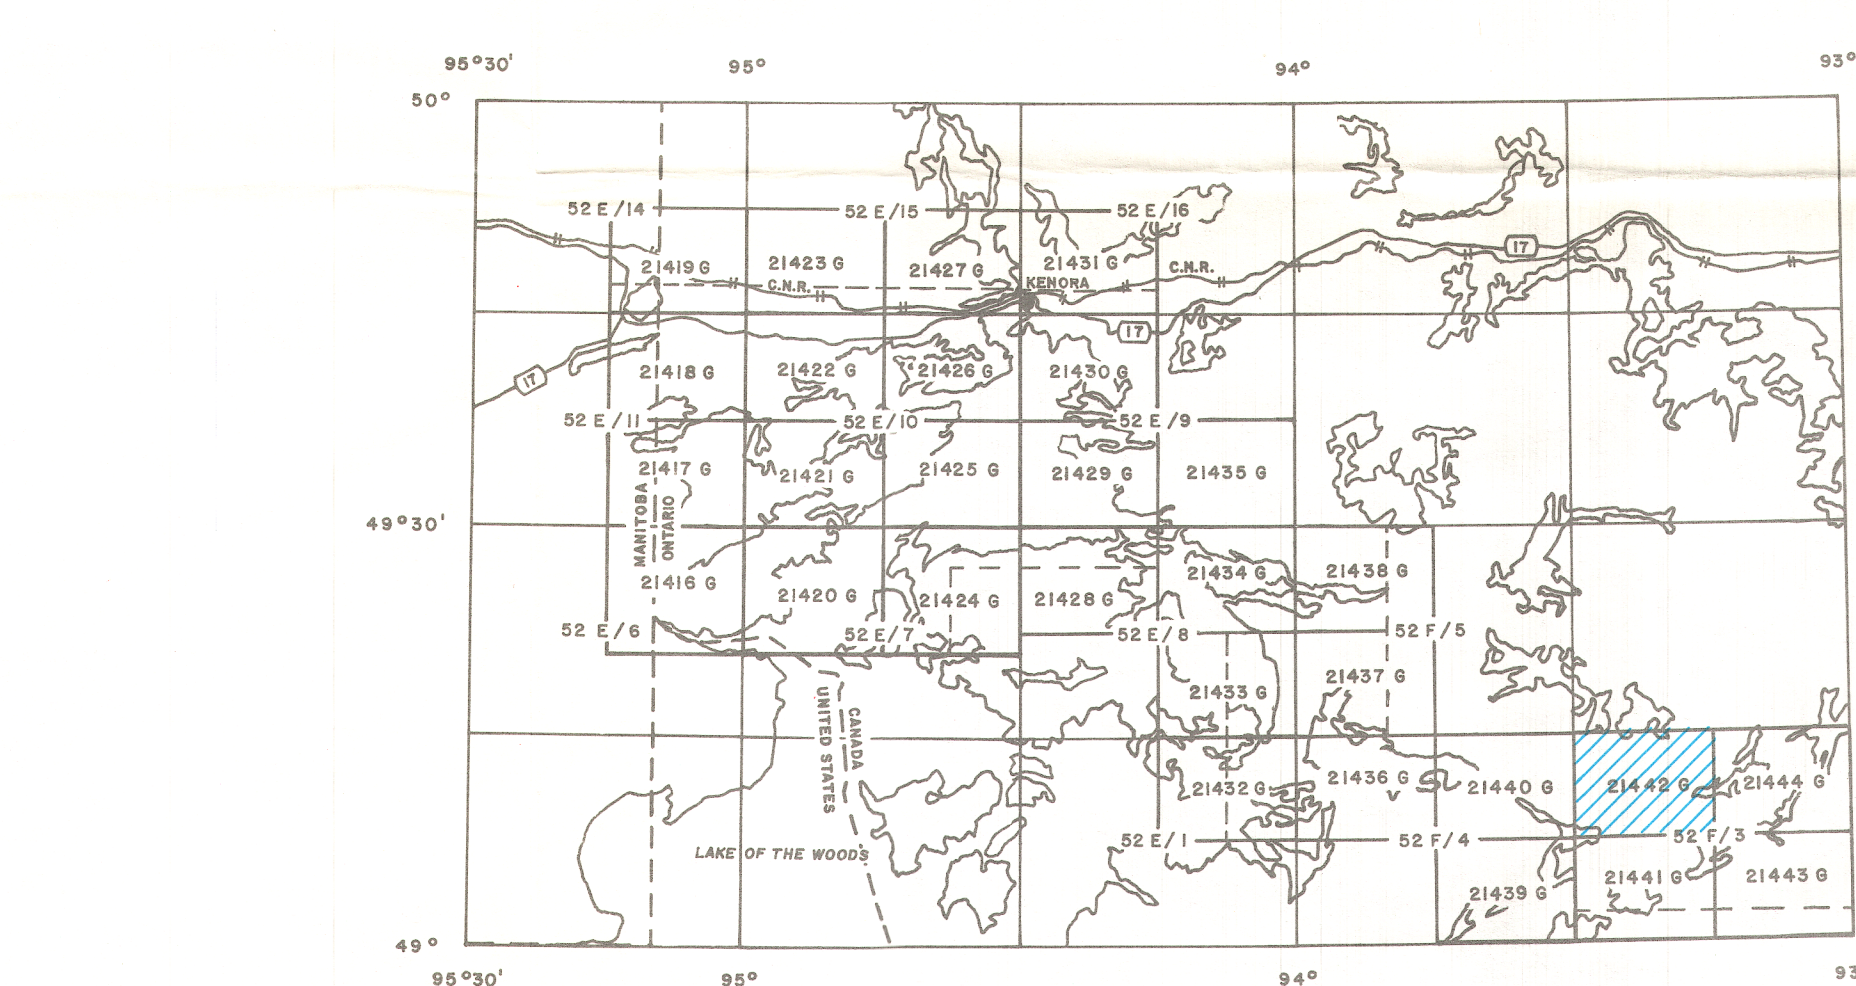 95°30' 95° 94° 93°
50°
52 E/14 52 E/15 52 E/16
17
21419 G 21423 G 21427 G 21431 G C.N.R.
C.N.R. KENORA
17
21418 G 21422 G 21426 G 21430 G
17
52 E/11 52 E/10 52 E/9
21417 G 21421 G 21425 G 21429 G 21435 G
49°30'
MANITOBA
ONTARIO
21416 G 21420 G 21424 G 21428 G 21434 G 21438 G
52 E/6 52 E/7 52 E/8 52 F/5
21433 G 21437 G
CANADA
UNITED STATES
21432 G 21436 G 21440 G 21442 G 21444 G
LAKE OF THE WOODS 52 E/1 52 F/4 52 F/3
21439 G 21441 G 21443 G
49°
95°30' 95° 94° 93